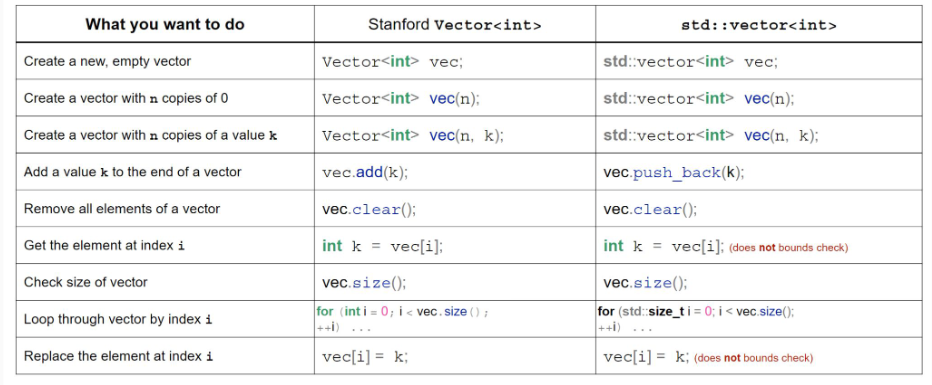 What you want to do Stanford Vector<int> std::vector<int>
Create a new, empty vector Vector<int> vec; std::vector<int> vec;
Create a vector with n copies of 0 Vector<int> vec(n); std::vector<int> vec(n);
Create a vector with n copies of a value k Vector<int> vec(n, k); std::vector<int> vec(n, k);
Add a value k to the end of a vector vec.add(k); vec.push_back(k);
Remove all elements of a vector vec.clear(); vec.clear();
Get the element at index i int k = vec[i]; int k = vec[i]; (does not bounds check)
Check size of vector vec.size(); vec.size();
Loop through vector by index i for (int i = 0; i < vec.size(); for (std::size_t i = 0; i < vec.size();
++i) ... ++i) ...
Replace the element at index i vec[i] = k; vec[i] = k; (does not bounds check)